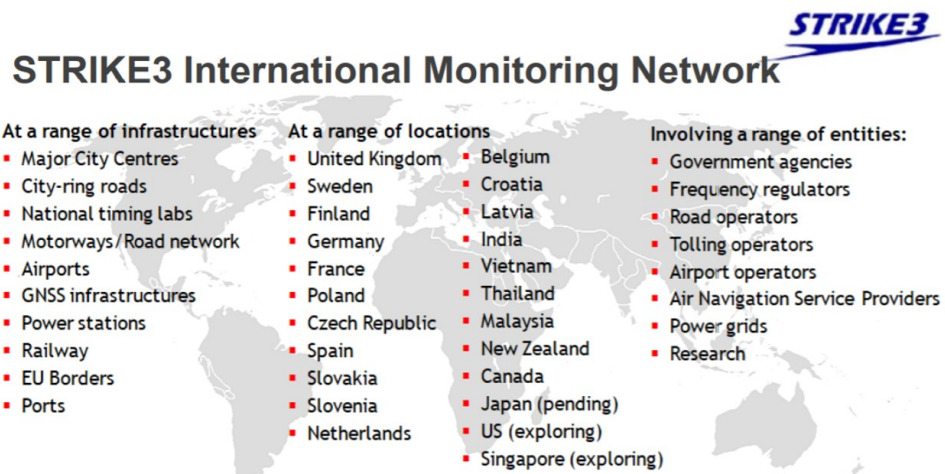 STRIKE3
STRIKE3 International Monitoring Network
At a range of infrastructures
Major City Centres
City-ring roads
National timing labs
Motorways/Road network
Airports
GNSS infrastructures
Power stations
Railway
EU Borders
Ports
At a range of locations
United Kingdom
Sweden
Finland
Germany
France
Poland
Czech Republic
Spain
Slovakia
Slovenia
Netherlands
Belgium
Croatia
Latvia
India
Vietnam
Thailand
Malaysia
New Zealand
Canada
Japan (pending)
US (exploring)
Singapore (exploring)
Involving a range of entities:
Government agencies
Frequency regulators
Road operators
Tolling operators
Airport operators
Air Navigation Service Providers
Power grids
Research